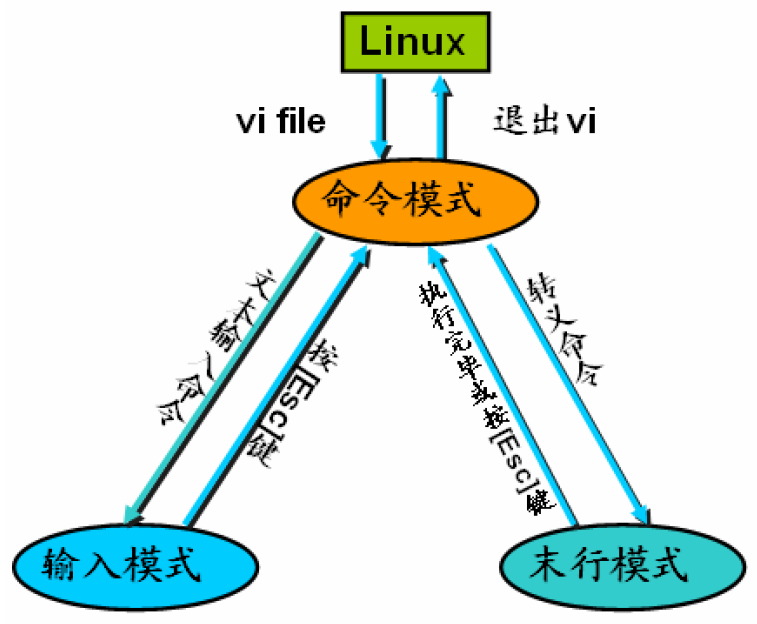 Linux
vi file
退出vi
命令模式
文本输入命令
按[Esc]键
执行完毕或按[Esc]键
转义命令
输入模式
末行模式